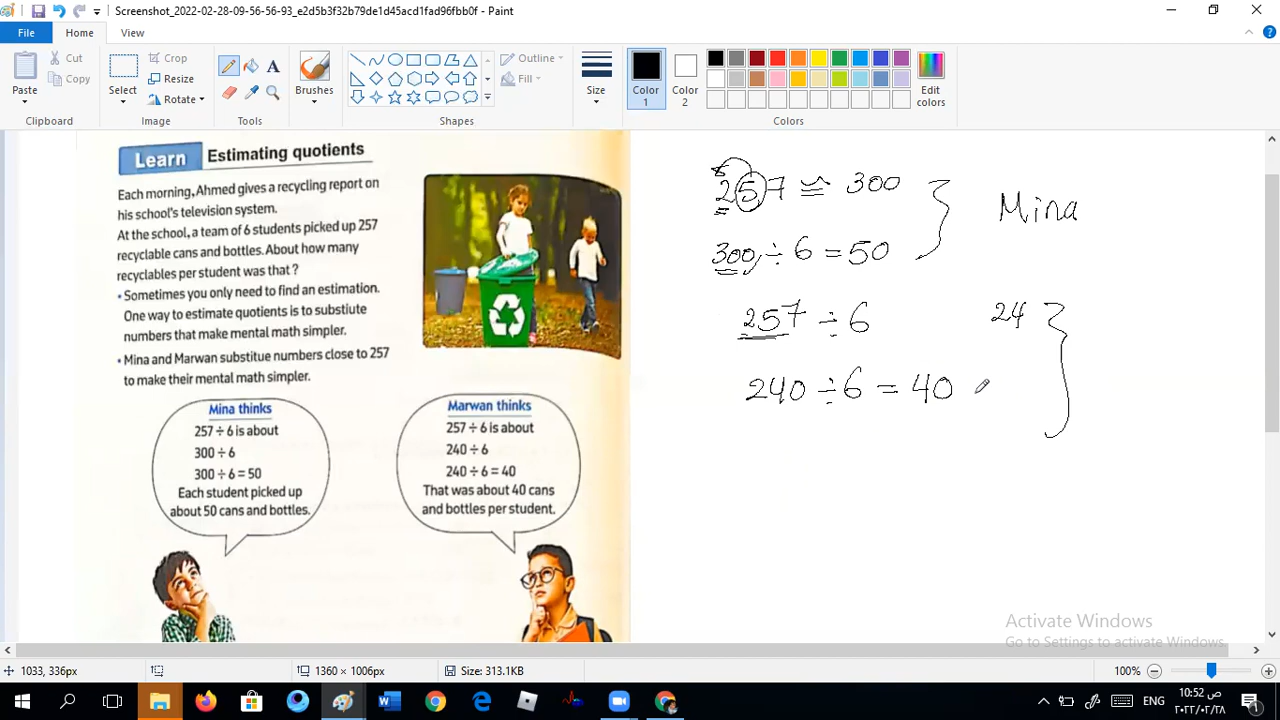 Screenshot_2022-02-28-09-56-56-93_e2d5b3f32b79de1d45acd1fad96fbb0f - Paint
File
Home
View
Paste
Cut
Copy
Clipboard
Select
Crop
Resize
Rotate
Image
Tools
Brushes
Outline
Fill
Shapes
Size
Color
1
Color
2
Edit
colors
Colors
Learn
Estimating quotients
Each morning, Ahmed gives a recycling report on
his school's television system.
At the school, a team of 6 students picked up 257
recyclable cans and bottles. About how many
recyclables per student was that ?
• Sometimes you only need to find an estimation.
One way to estimate quotients is to substitute
numbers that make mental math simpler.
• Mina and Marwan substitue numbers close to 257
to make their mental math simpler.
Mina thinks
257 ÷ 6 is about
300 ÷ 6
300 ÷ 6 = 50
Each student picked up
about 50 cans and bottles.
Marwan thinks
257 ÷ 6 is about
240 ÷ 6
240 ÷ 6 = 40
That was about 40 cans
and bottles per student.
257 ≃ 300
Mina
300 ÷ 6 = 50
257 ÷ 6
24
240 ÷ 6 = 40
Activate Windows
Go to Settings to activate Windows.
1033, 336px
1360 × 1006px
Size: 313.1KB
100%
ENG
10:52 ص
٢٠٢٢/٠٢/٢٨